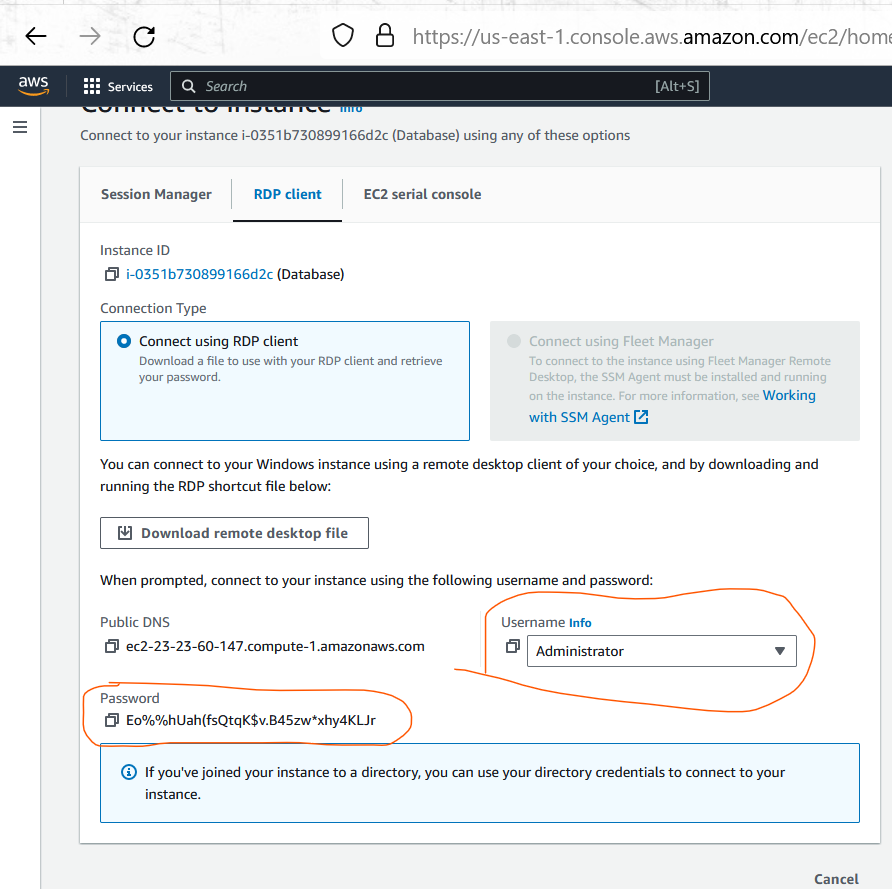 https://us-east-1.console.aws.amazon.com/ec2/home
aws
Services
Search
[Alt+S]
Connect to instance Info
Connect to your instance i-0351b730899166d2c (Database) using any of these options
Session Manager
RDP client
EC2 serial console
Instance ID
i-0351b730899166d2c (Database)
Connection Type
Connect using RDP client
Download a file to use with your RDP client and retrieve
your password.
Connect using Fleet Manager
To connect to the instance using Fleet Manager Remote
Desktop, the SSM Agent must be installed and running
on the instance. For more information, see Working
with SSM Agent
You can connect to your Windows instance using a remote desktop client of your choice, and by downloading and
running the RDP shortcut file below:
Download remote desktop file
When prompted, connect to your instance using the following username and password:
Public DNS
ec2-23-23-60-147.compute-1.amazonaws.com
Username Info
Administrator
Password
Eo%%hUah(fsQtqK$v.B45zw*xhy4KLJr
If you've joined your instance to a directory, you can use your directory credentials to connect to your
instance.
Cancel